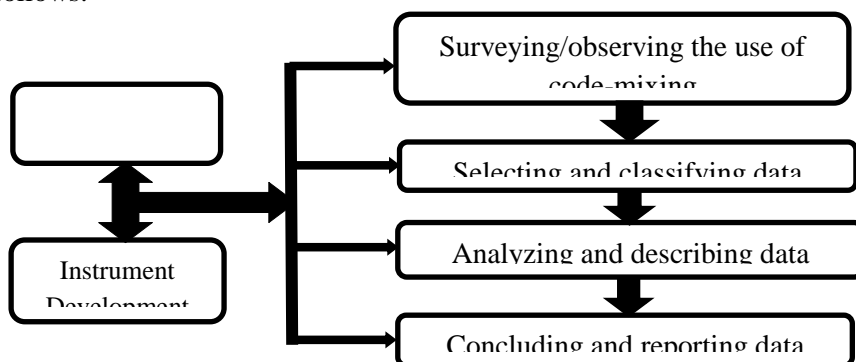 follows.
Surveying/observing the use of
code-mixing
Selecting and classifying data
Instrument
Development
Analyzing and describing data
Concluding and reporting data